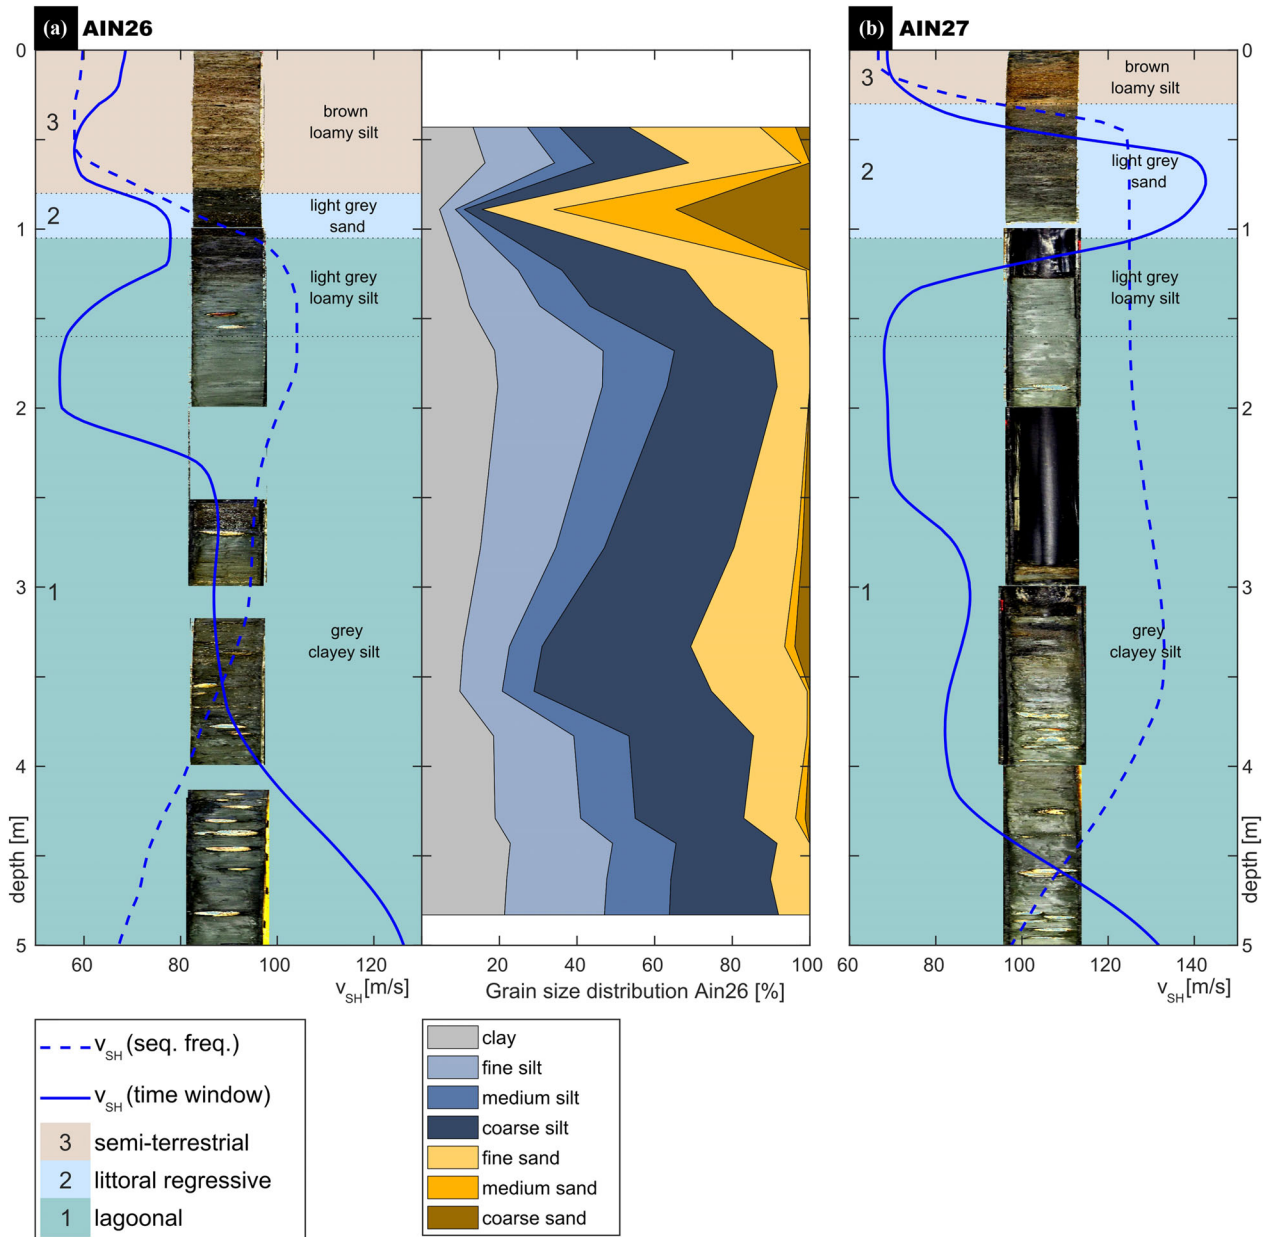 (a) AIN26
(b) AIN27
0
1
2
3
4
5
depth [m]
3
2
1
brown
loamy silt
light grey
sand
light grey
loamy silt
grey
clayey silt
60 80 100 120
vSH[m/s]
20 40 60 80 100
Grain size distribution Ain26 [%]
3
2
1
brown
loamy silt
light grey
sand
light grey
loamy silt
grey
clayey silt
0
1
2
3
4
5
depth [m]
60 80 100 120 140
vSH[m/s]
vSH (seq. freq.)
vSH (time window)
3 semi-terrestrial
2 littoral regressive
1 lagoonal
clay
fine silt
medium silt
coarse silt
fine sand
medium sand
coarse sand